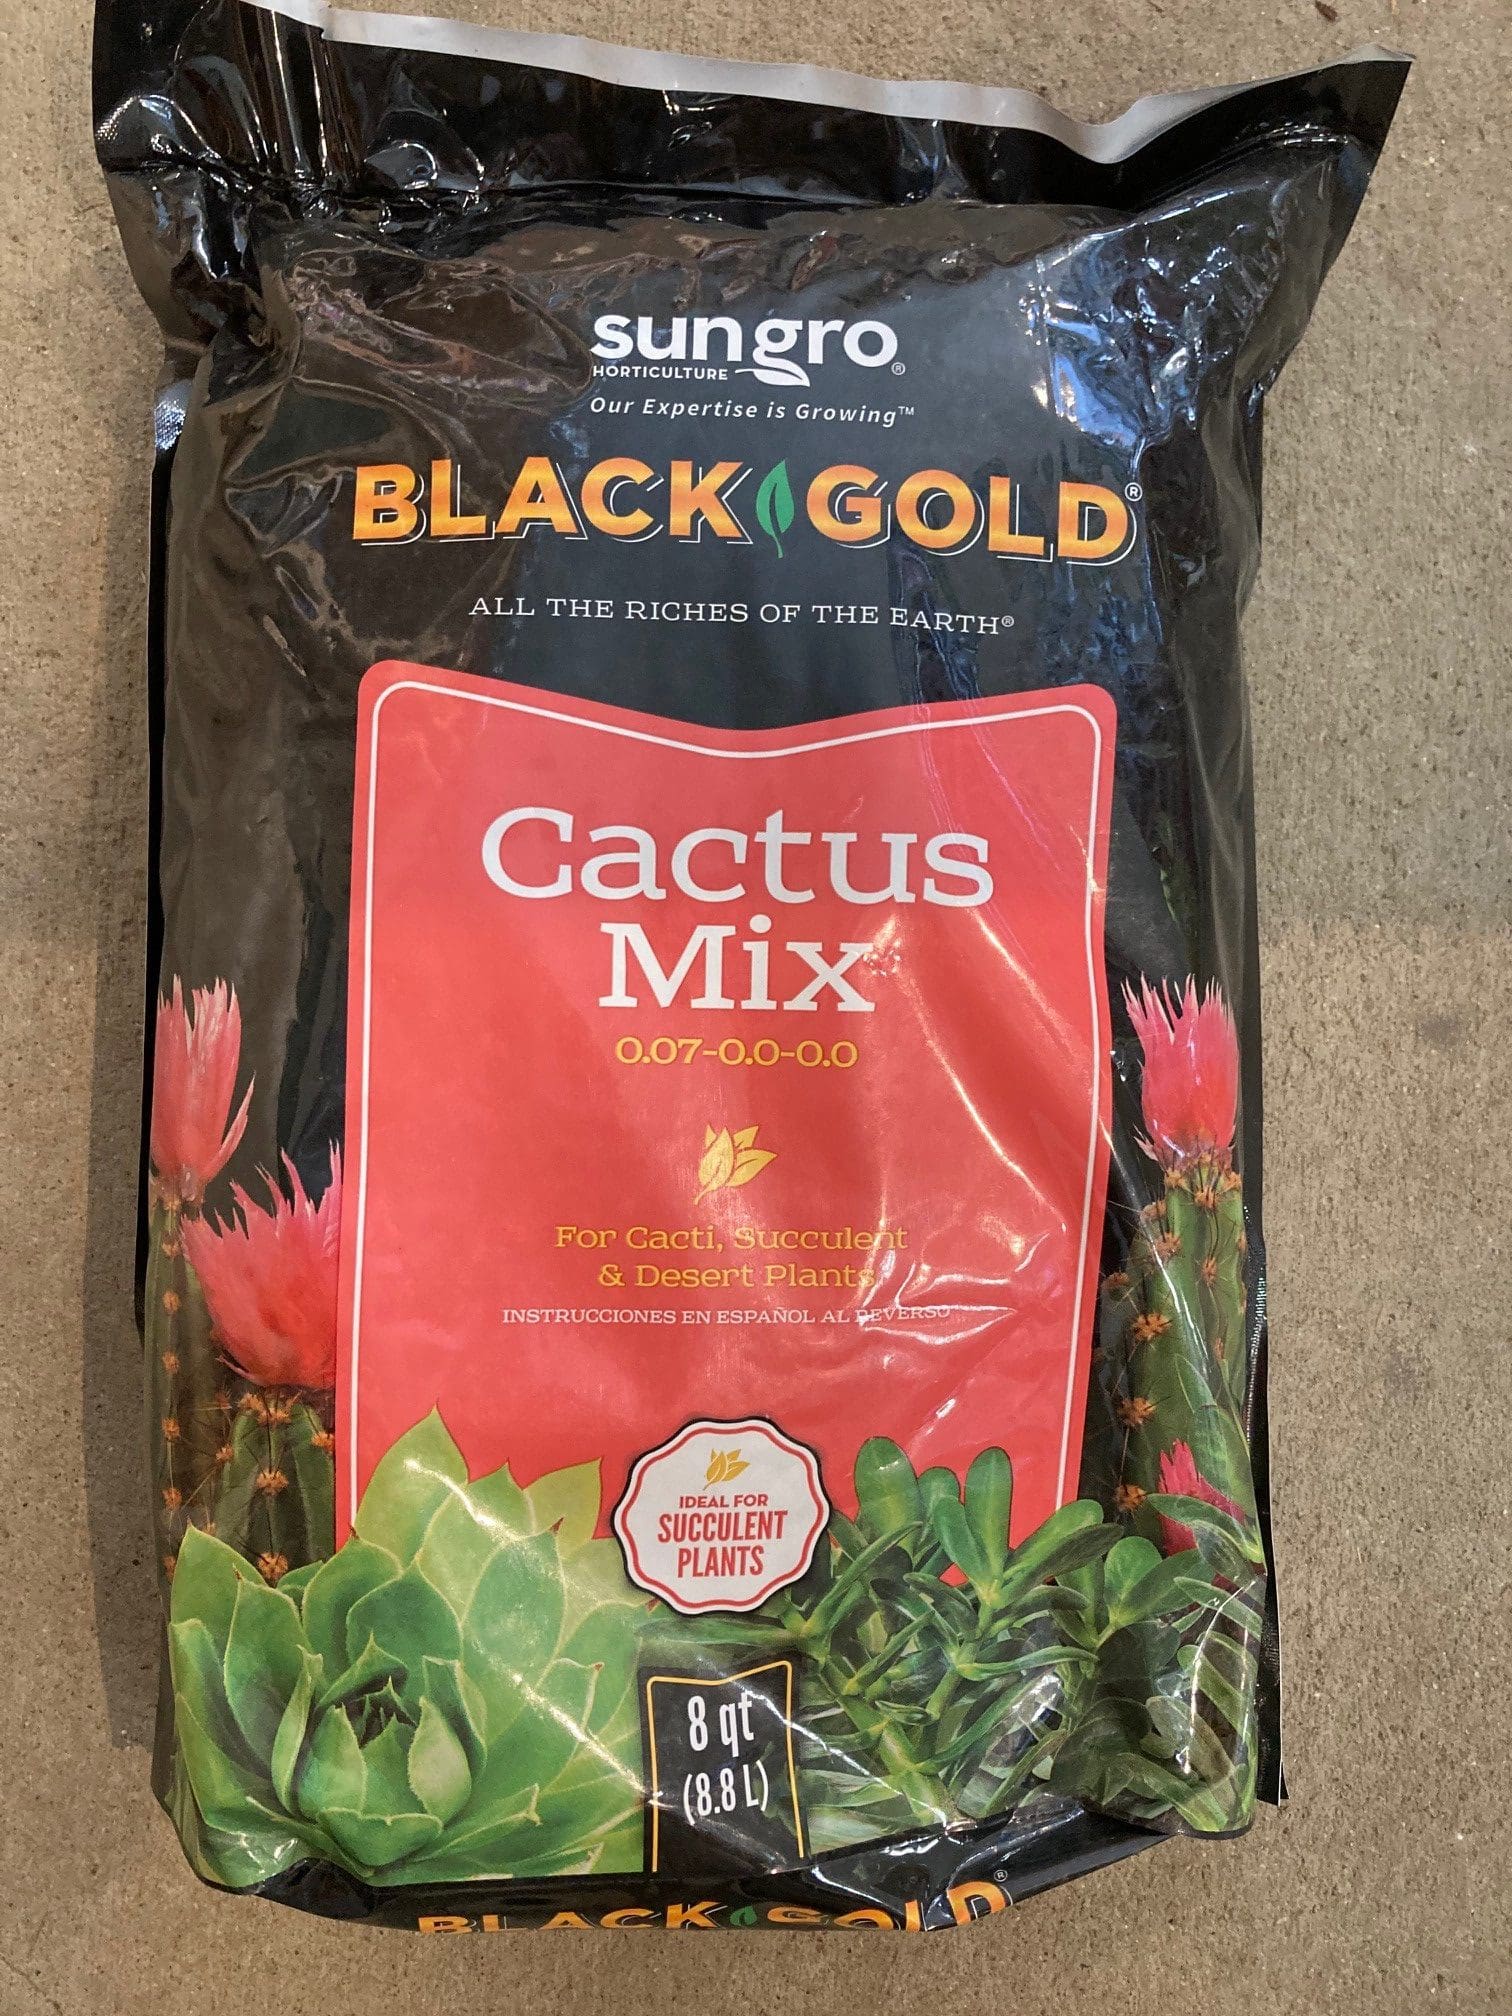 sun gro®
HORTICULTURE
Our Expertise is Growing™
BLACK GOLD®
ALL THE RICHES OF THE EARTH®
Cactus
Mix
0.07-0.0-0.0
For Cacti, Succulent
& Desert Plants
INSTRUCCIONES EN ESPAÑOL AL REVERSO
IDEAL FOR
SUCCULENT
PLANTS
8 qt
(8.8 L)
BLACK GOLD®